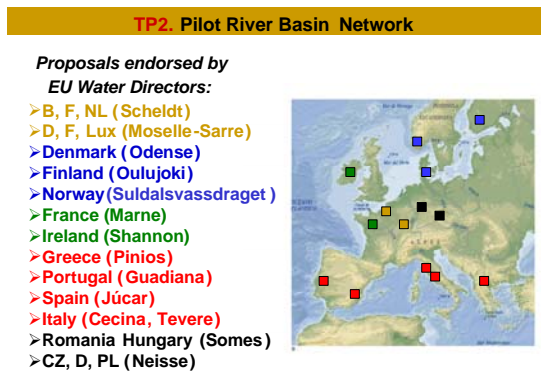 TP2. Pilot River Basin Network
Proposals endorsed by
EU Water Directors:
➢B, F, NL (Scheldt)
➢D, F, Lux (Moselle-Sarre)
➢Denmark (Odense)
➢Finland (Oulujoki)
➢Norway(Suldalsvassdraget )
➢France (Marne)
➢Ireland (Shannon)
➢Greece (Pinios)
➢Portugal (Guadiana)
➢Spain (Júcar)
➢Italy (Cecina, Tevere)
➢Romania Hungary (Somes)
➢CZ, D, PL (Neisse)